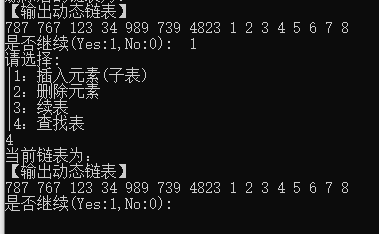 【输出动态链表】
787 767 123 34 989 739 4823 1 2 3 4 5 6 7 8
是否继续(Yes:1,No:0): 1
请选择:
1: 插入元素(子表)
2: 删除元素
3: 续表
4: 查找表
4
当前链表为:
【输出动态链表】
787 767 123 34 989 739 4823 1 2 3 4 5 6 7 8
是否继续(Yes:1,No:0):